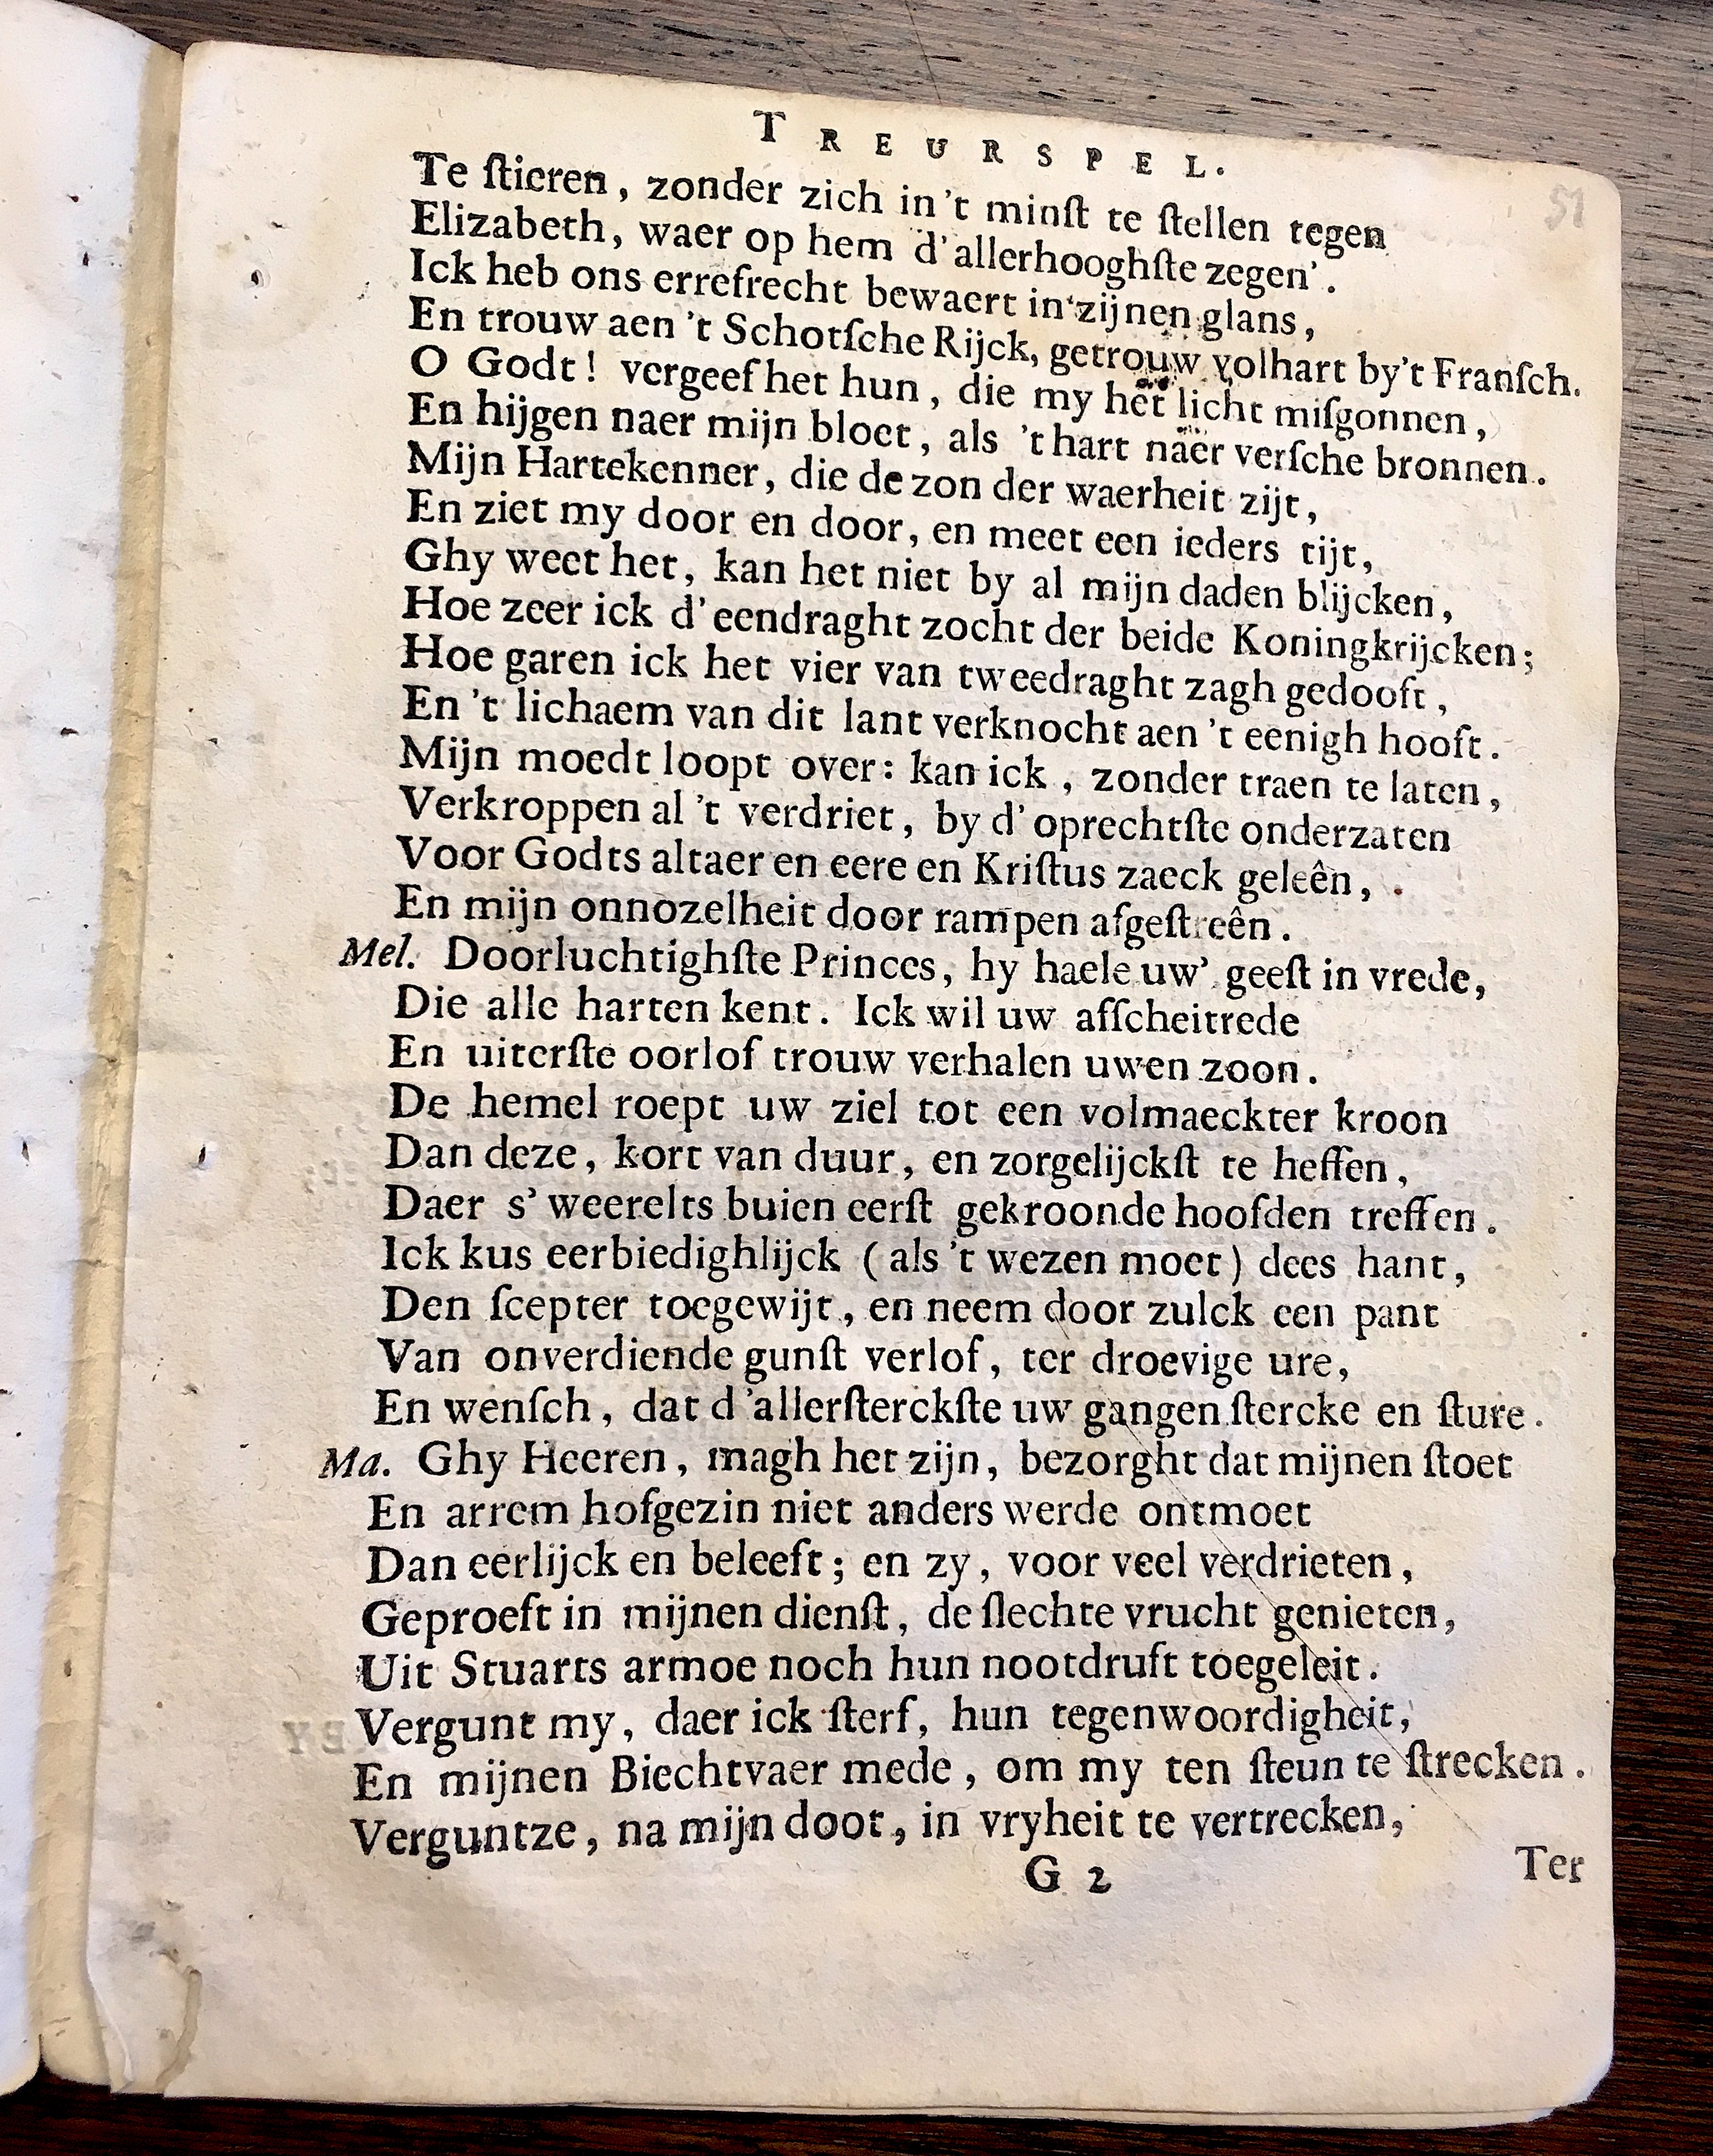 TREURSPEL.
51
Te ſtieren, zonder zich in't minſt te ſtellen tegen
Elizabeth, waer op hem d'allerhooghſte zegen'.
Ick heb ons errefrecht bewaert in'zijnen glans,
En trouw aen 't Schotſche Rijck, getrouw volhart by't Franſch.
O Godt! vergeef het hun, die my het licht miſgonnen,
En hijgen naer mijn bloet, als 't hart naer verſche bronnen.
Mijn Hartekenner, die de zon der waerheit zijt,
En ziet my door en door, en meet een ieders tijt,
Ghy weet het, kan het niet by al mijn daden blijcken,
Hoe zeer ick d'eendraght zocht der beide Koningkrijcken;
Hoe garen ick het vier van tweedraght zagh gedooft,
En 't lichaem van dit lant verknocht aen 't eenigh hooft.
Mijn moedt loopt over: kan ick, zonder traen te laten,
Verkroppen al 't verdriet, by d'oprechtſte onderzaten
Voor Godts altaer en eere en Kriſtus zaeck geleên,
En mijn onnozelheit door rampen afgeſtreên.
Mel. Doorluchtighſte Princes, hy haele uw' geeſt in vrede,
Die alle harten kent. Ick wil uw afſcheitrede
En uiterſte oorlof trouw verhalen uwen zoon.
De hemel roept uw ziel tot een volmaeckter kroon
Dan deze, kort van duur, en zorgelijckſt te heffen,
Daer s'weerelts buien eerſt gekroonde hoofden treffen.
Ick kus eerbiedighlijck (als 't wezen moet) dees hant,
Den ſcepter toegewijt, en neem door zulck een pant
Van onverdiende gunſt verlof, ter droevige ure,
En wenſch, dat d'allerſterckſte uw gangen ſtercke en ſture.
Ma. Ghy Heeren, magh het zijn, bezorght dat mijnen ſtoet
En arrem hofgezin niet anders werde ontmoet
Dan eerlijck en beleeft; en zy, voor veel verdrieten,
Geproeft in mijnen dienſt, de ſlechte vrucht genieten,
Uit Stuarts armoe noch hun nootdruft toegeleit.
Vergunt my, daer ick ſterf, hun tegenwoordigheit,
En mijnen Biechtvaer mede, om my ten ſteun te ſtrecken.
Verguntze, na mijn doot, in vryheit te vertrecken,
G 2
Ter